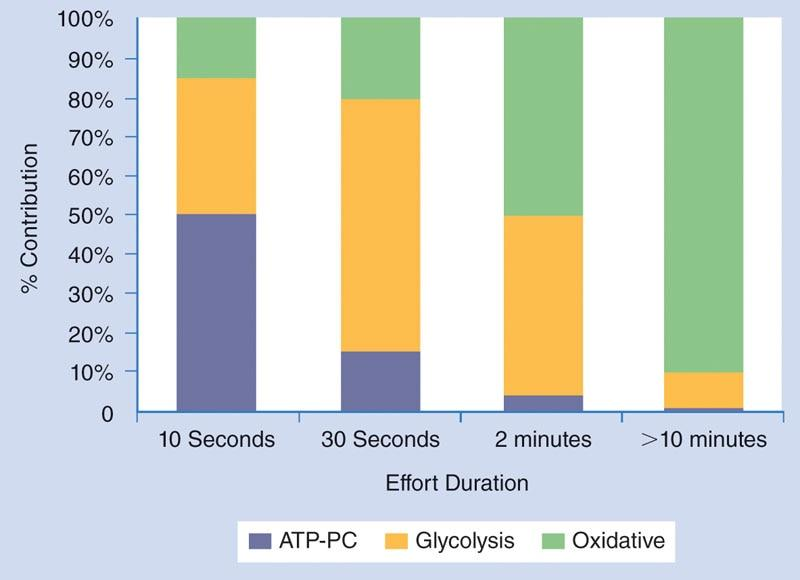 100%
90%
80%
70%
60%
50%
40%
30%
20%
10%
0
% Contribution
10 Seconds 30 Seconds 2 minutes >10 minutes
Effort Duration
ATP-PC Glycolysis Oxidative